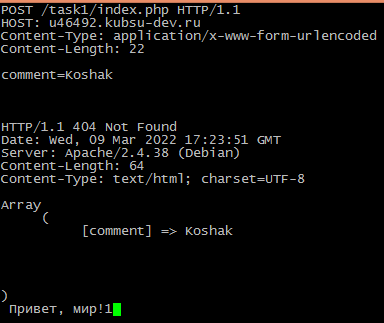 POST /task1/index.php HTTP/1.1
HOST: u46492.kubsu-dev.ru
Content-Type: application/x-www-form-urlencoded
Content-Length: 22
comment=Koshak
HTTP/1.1 404 Not Found
Date: Wed, 09 Mar 2022 17:23:51 GMT
Server: Apache/2.4.38 (Debian)
Content-Length: 64
Content-Type: text/html; charset=UTF-8
Array
(
[comment] => Koshak
)
Привет, мир!1